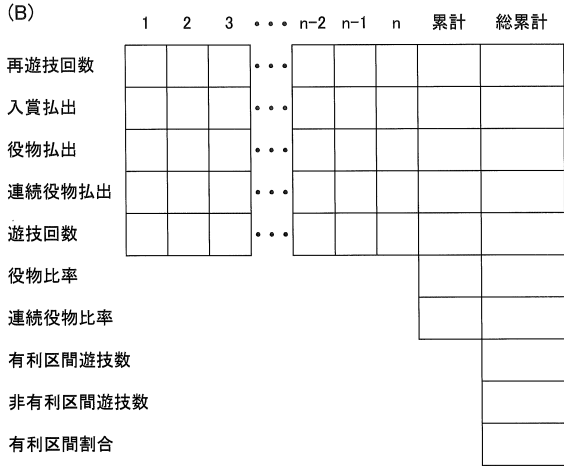 (B)
1 2 3 ・・・ n-2 n-1 n 累計 総累計
再遊技回数 ・・・
入賞払出 ・・・
役物払出 ・・・
連続役物払出 ・・・
遊技回数 ・・・
役物比率
連続役物比率
有利区間遊技数
非有利区間遊技数
有利区間割合